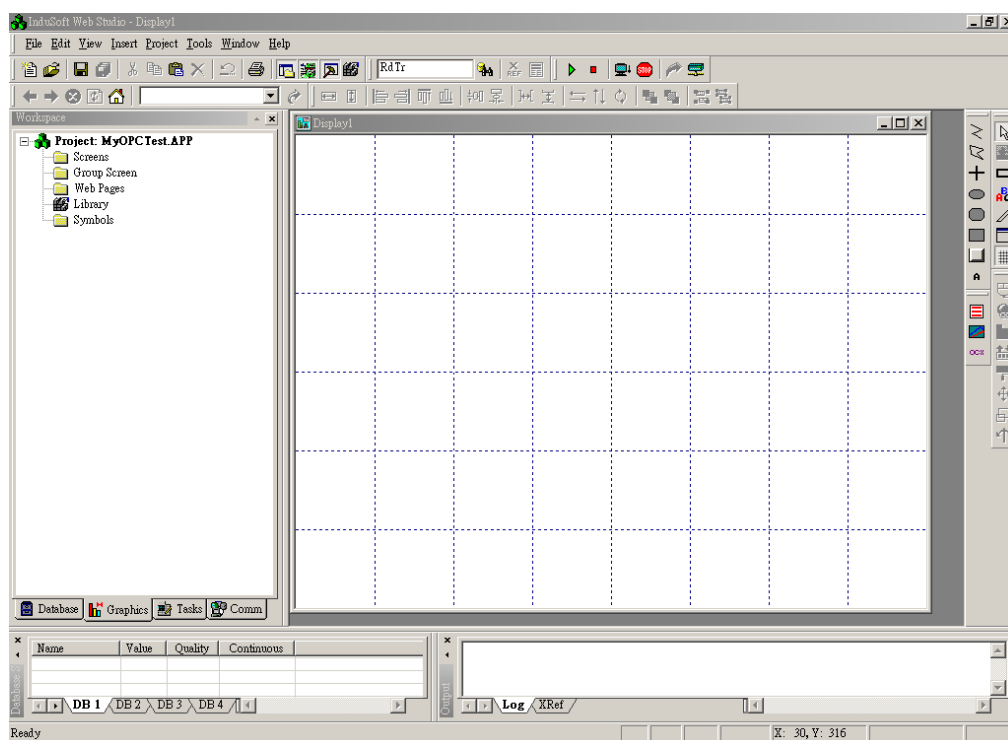 InduSoft Web Studio - Display1
File Edit View Insert Project Tools Window Help
RdTr
Workspace
Project: MyOPCTest.APP
Screens
Group Screen
Web Pages
Library
Symbols
Display1
A
OCX
Database Graphics Tasks Comm
Name Value Quality Continuous
DB 1 DB 2 DB 3 DB 4
Output
Log XRef
Ready
X: 30, Y: 316